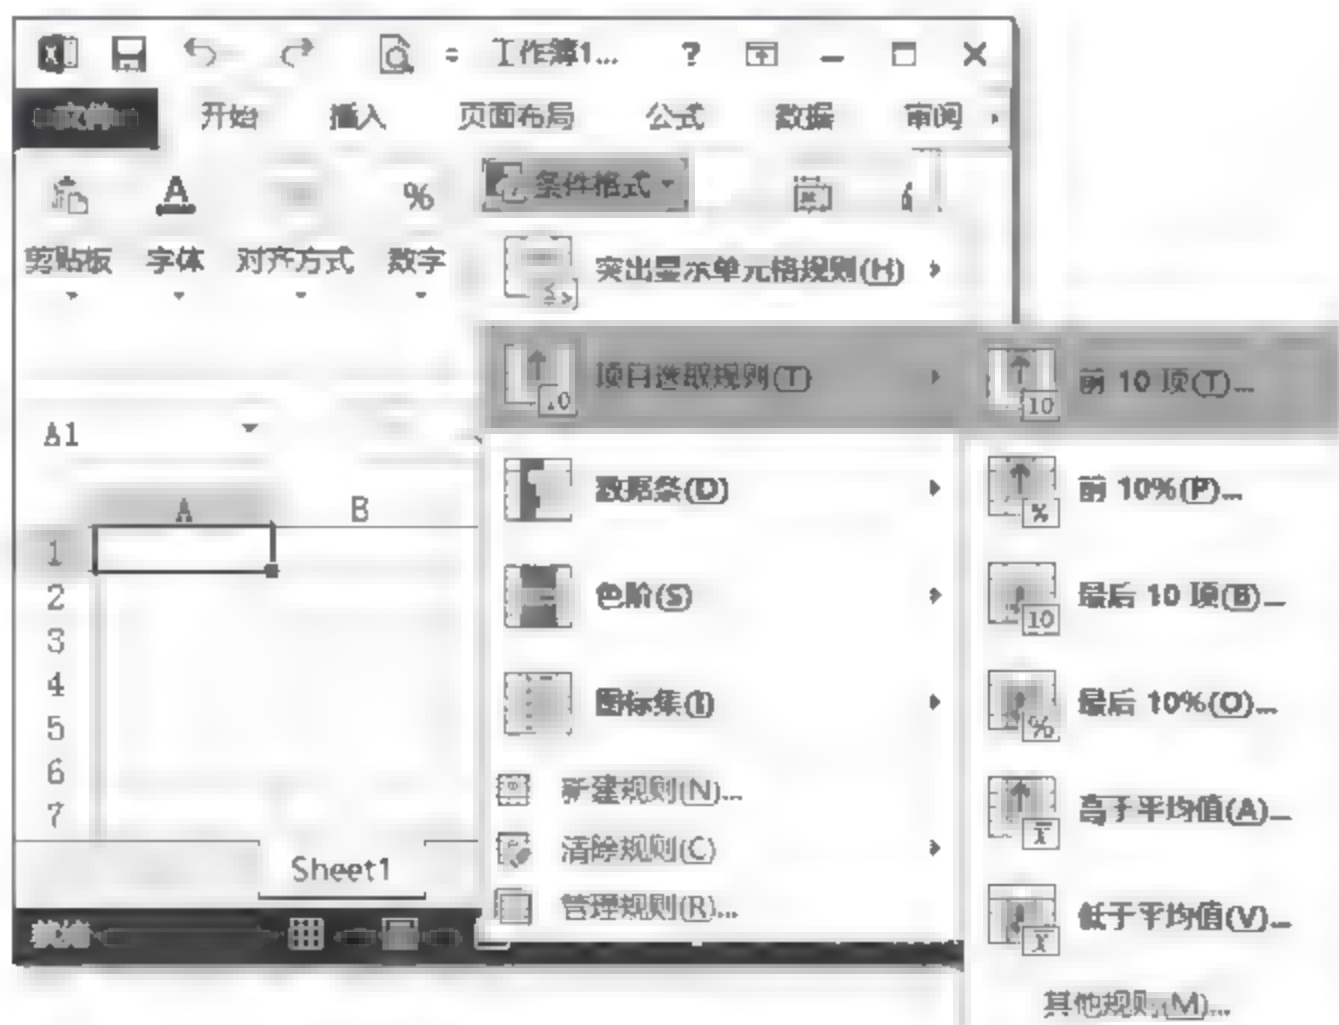 工作簿1... ?
文件 开始 插入 页面布局 公式 数据 审阅
% 条件格式
剪贴板 字体 对齐方式 数字
突出显示单元格规则(H)
项目选取规则(T)
前 10 项(T)...
A1
数据条(D)
前 10%(P)...
A B
色阶(S)
最后 10 项(B)...
图标集(I)
最后 10%(O)...
1
2
3
4
5
6
7
新建规则(N)...
高于平均值(A)...
清除规则(C)
Sheet1
管理规则(R)...
低于平均值(V)...
就绪
其他规则(M)...